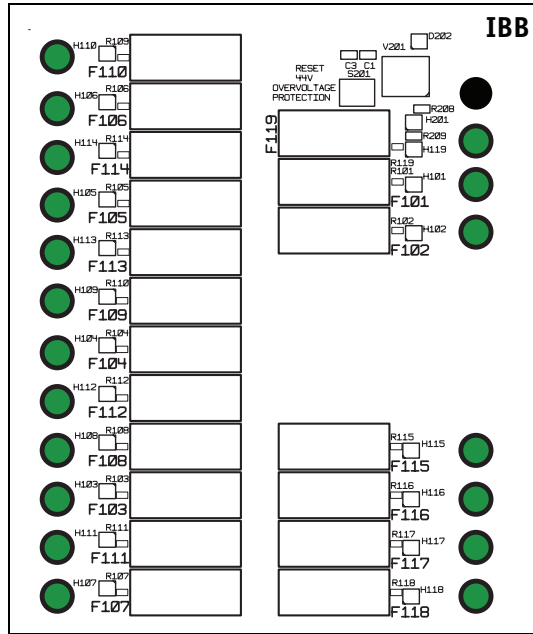 IBB
H110 R109
F110
H106 R106
F106
H114 R114
F114
H105 R105
F105
H113 R113
F113
H109 R110
F109
H104 R104
F104
H112 R112
F112
H108 R108
F108
H103 R103
F103
H111 R111
F111
H107 R107
F107
D202
V201
C3 C1
RESET
44V S201
OVERVOLTAGE
PROTECTION
R208
H201
R209
F119
H119
R119
R101 H101
F101
R102 H102
F102
R115 H115
F115
R116 H116
F116
R117 H117
F117
R118 H118
F118